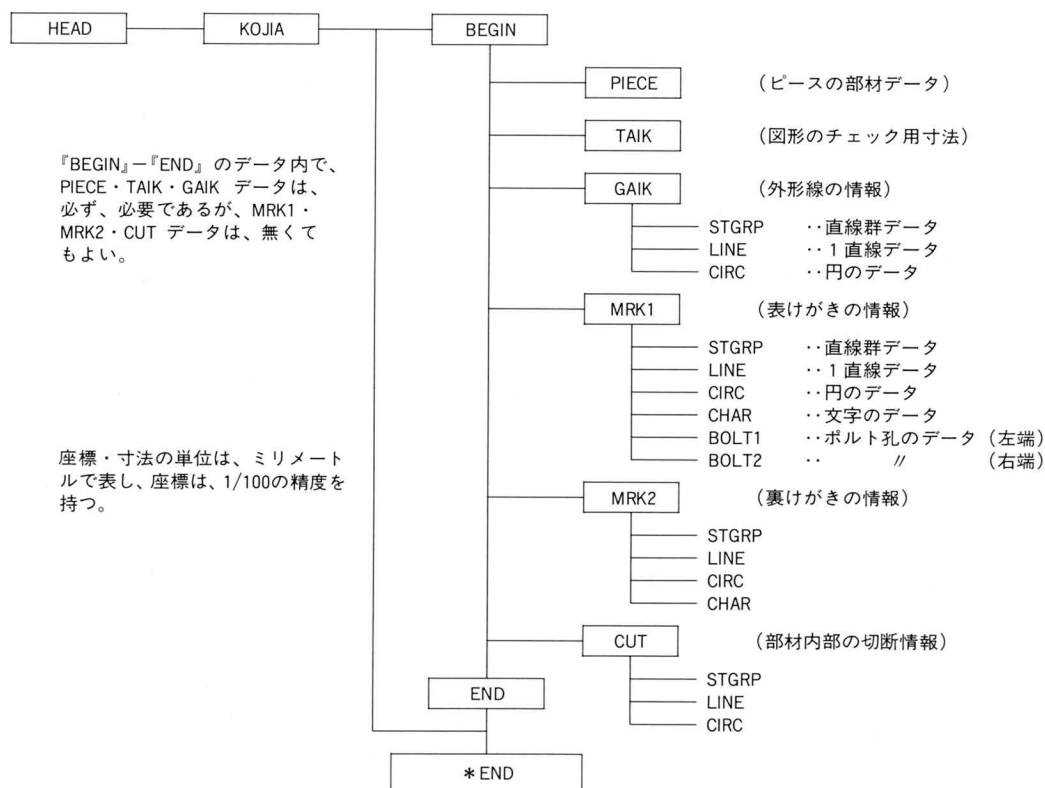 HEAD KOJIA BEGIN
PIECE (ピースの部材データ)
TAIK (図形のチェック用寸法)
『BEGIN』－『END』のデータ内で、
PIECE・TAIK・GAIK データは、
必ず、必要であるが、MRK1・
MRK2・CUT データは、無くて
もよい。
GAIK (外形線の情報)
STGRP ‥直線群データ
LINE ‥1直線データ
CIRC ‥円のデータ
MRK1 (表けがきの情報)
STGRP ‥直線群データ
LINE ‥1直線データ
CIRC ‥円のデータ
CHAR ‥文字のデータ
BOLT1 ‥ボルト孔のデータ(左端)
BOLT2 ‥ 〃 (右端)
座標・寸法の単位は、ミリメート
ルで表し、座標は、1/100の精度を
持つ。
MRK2 (裏けがきの情報)
STGRP
LINE
CIRC
CHAR
CUT (部材内部の切断情報)
STGRP
LINE
CIRC
END
＊END